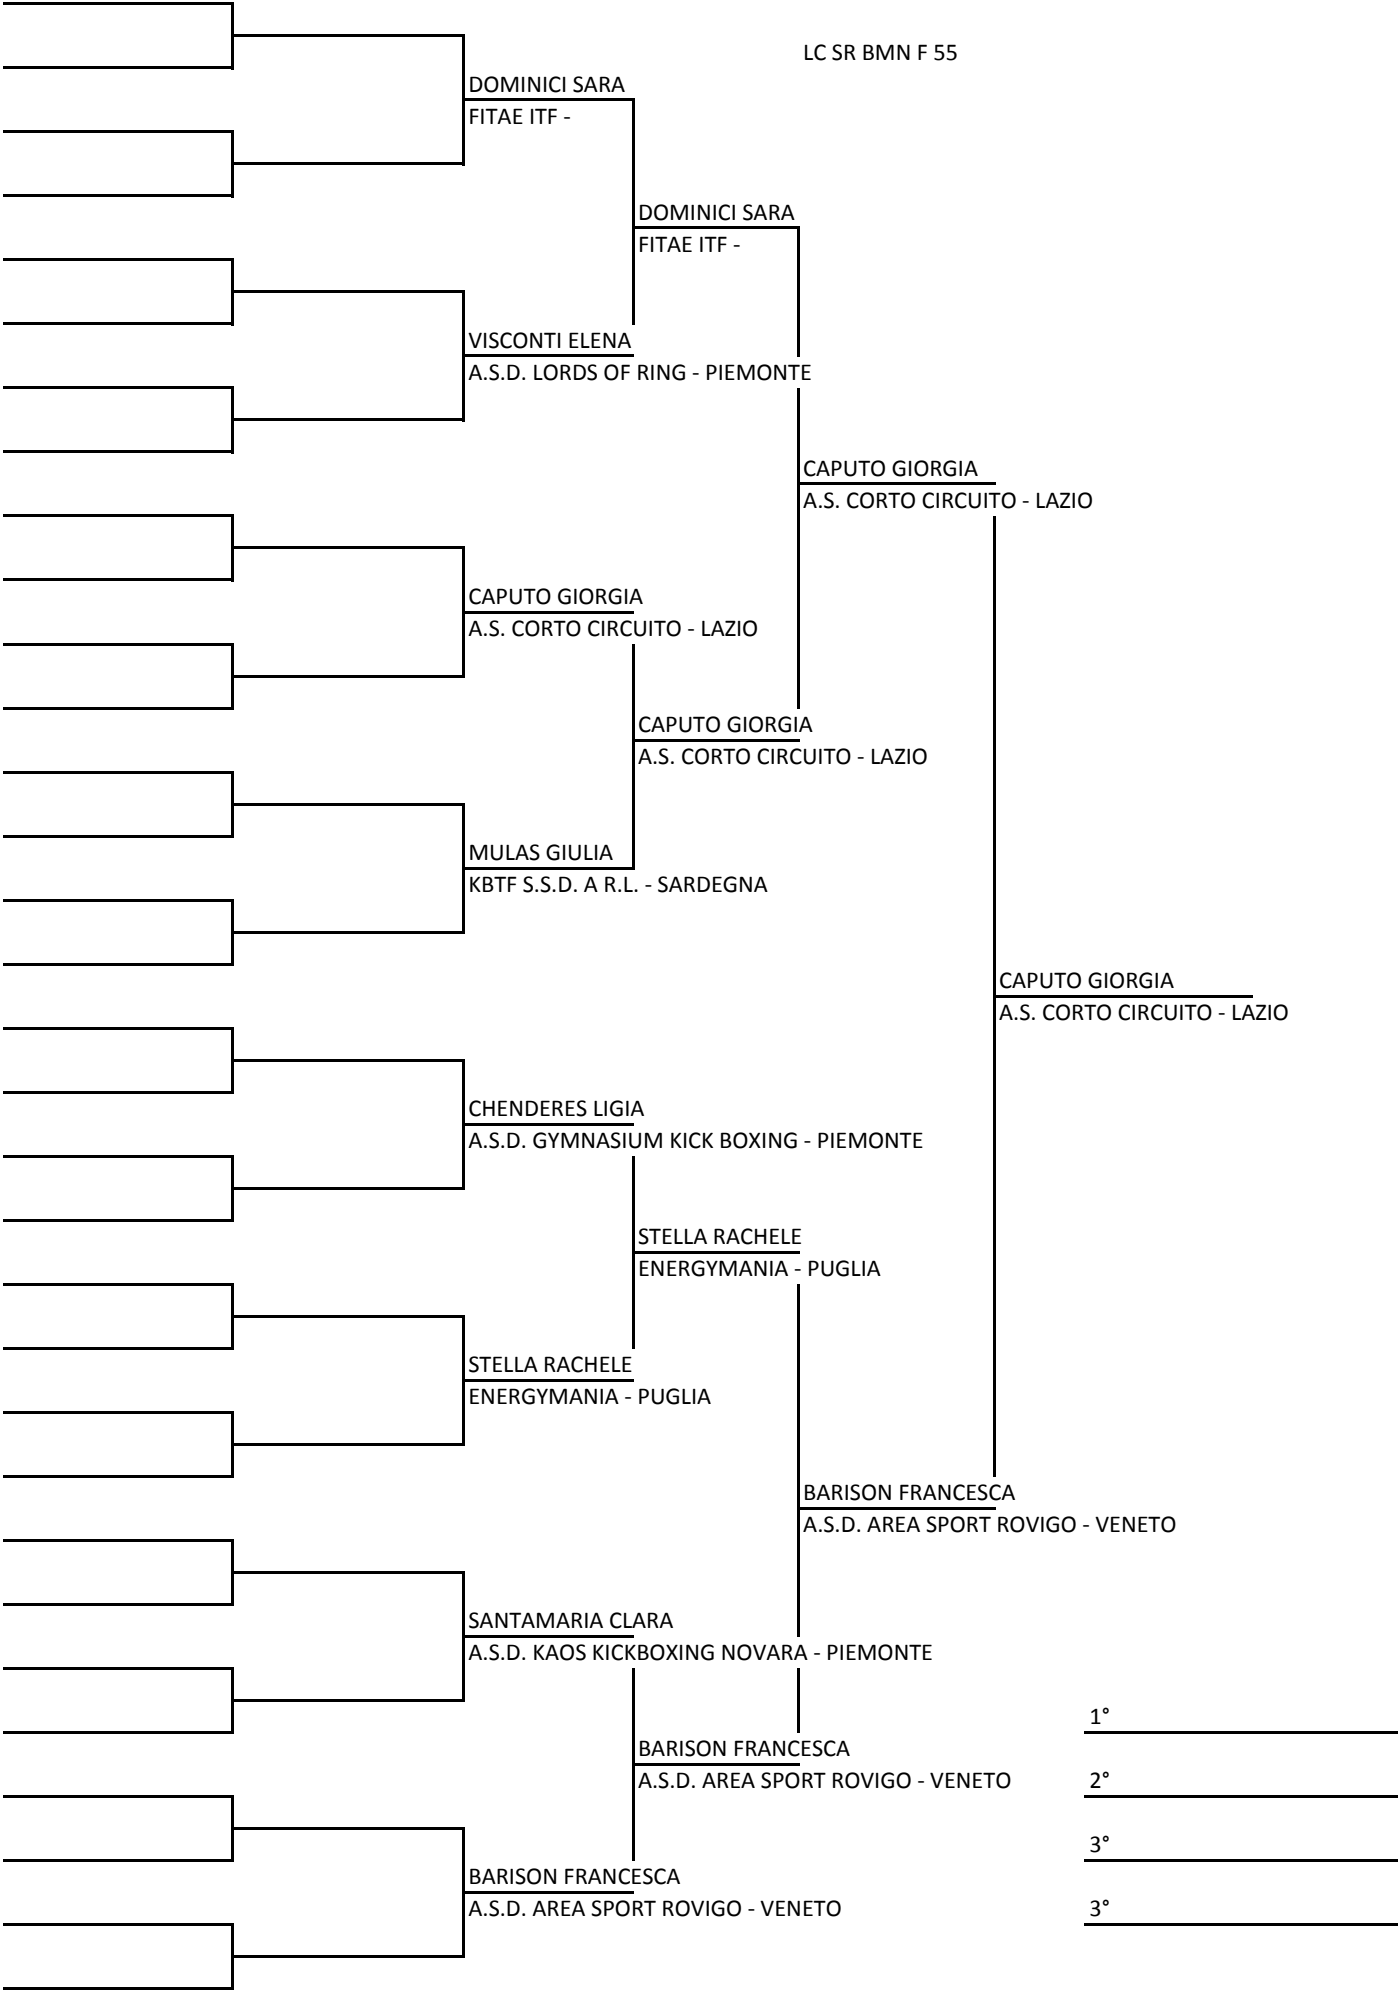 LC SR BMN F 55
DOMINICI SARA
FITAE ITF -
DOMINICI SARA
FITAE ITF -
VISCONTI ELENA
A.S.D. LORDS OF RING - PIEMONTE
CAPUTO GIORGIA
A.S. CORTO CIRCUITO - LAZIO
CAPUTO GIORGIA
A.S. CORTO CIRCUITO - LAZIO
CAPUTO GIORGIA
A.S. CORTO CIRCUITO - LAZIO
MULAS GIULIA
KBTF S.S.D. A R.L. - SARDEGNA
CAPUTO GIORGIA
A.S. CORTO CIRCUITO - LAZIO
CHENDERES LIGIA
A.S.D. GYMNASIUM KICK BOXING - PIEMONTE
STELLA RACHELE
ENERGYMANIA - PUGLIA
STELLA RACHELE
ENERGYMANIA - PUGLIA
BARISON FRANCESCA
A.S.D. AREA SPORT ROVIGO - VENETO
SANTAMARIA CLARA
A.S.D. KAOS KICKBOXING NOVARA - PIEMONTE
1°
BARISON FRANCESCA
A.S.D. AREA SPORT ROVIGO - VENETO
2°
3°
BARISON FRANCESCA
A.S.D. AREA SPORT ROVIGO - VENETO
3°